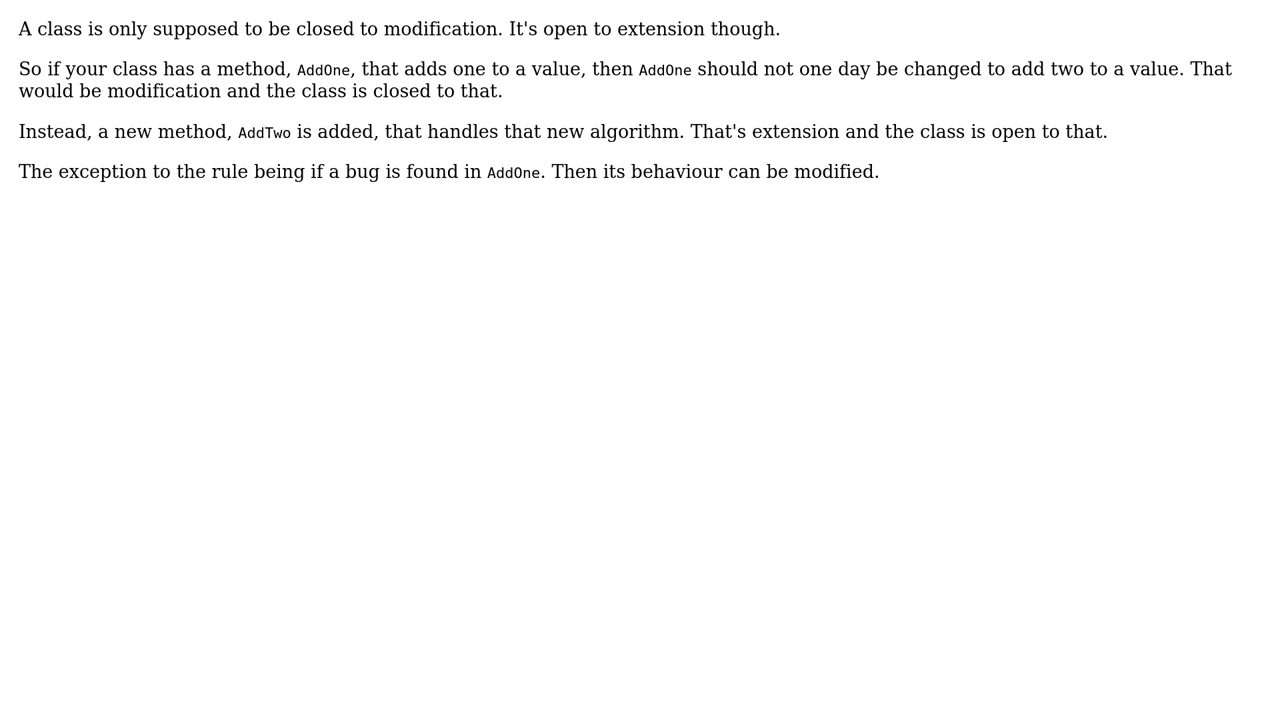 A class is only supposed to be closed to modification. It's open to extension though.
So if your class has a method, AddOne, that adds one to a value, then AddOne should not one day be changed to add two to a value. That
would be modification and the class is closed to that.
Instead, a new method, AddTwo is added, that handles that new algorithm. That's extension and the class is open to that.
The exception to the rule being if a bug is found in AddOne. Then its behaviour can be modified.